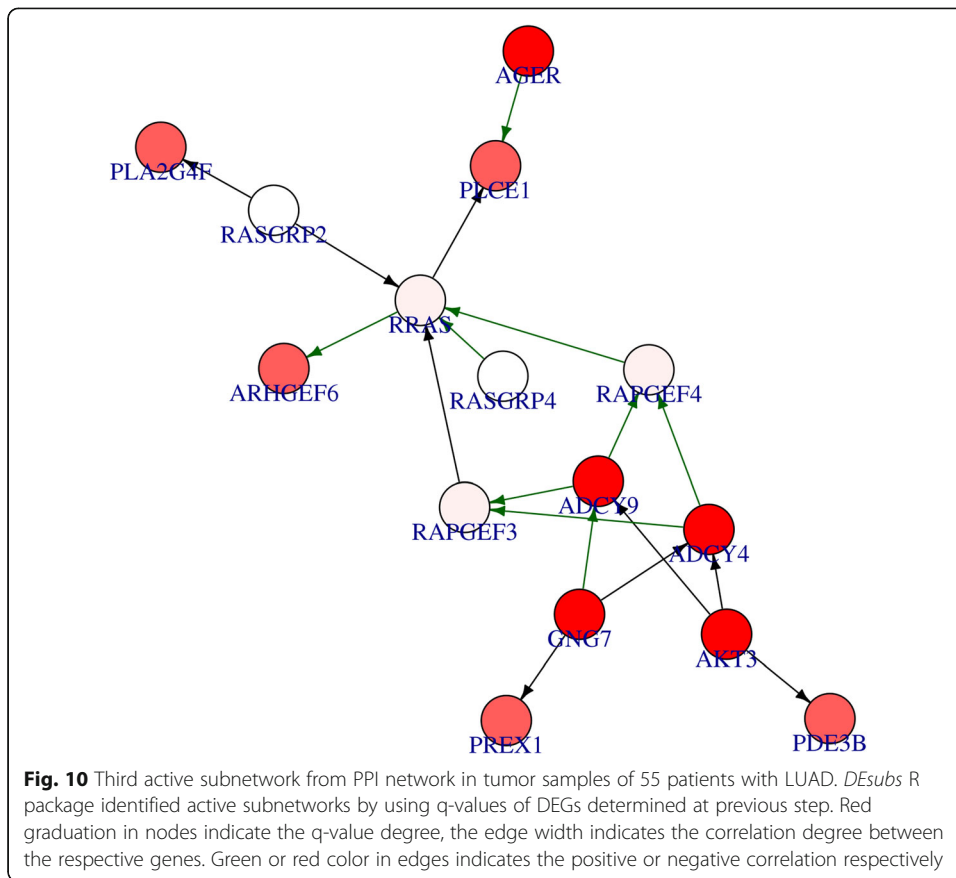 AGER
PLA2G4F
PLCE1
RASGRP2
RRAS
ARHGEF6
RASGRP4
RAPGEF4
ADCY9
RAPGEF3
ADCY4
GNG7
AKT3
PREX1
PDE3B
Fig. 10 Third active subnetwork from PPI network in tumor samples of 55 patients with LUAD. DEsubs R
package identified active subnetworks by using q-values of DEGs determined at previous step. Red
graduation in nodes indicate the q-value degree, the edge width indicates the correlation degree between
the respective genes. Green or red color in edges indicates the positive or negative correlation respectively